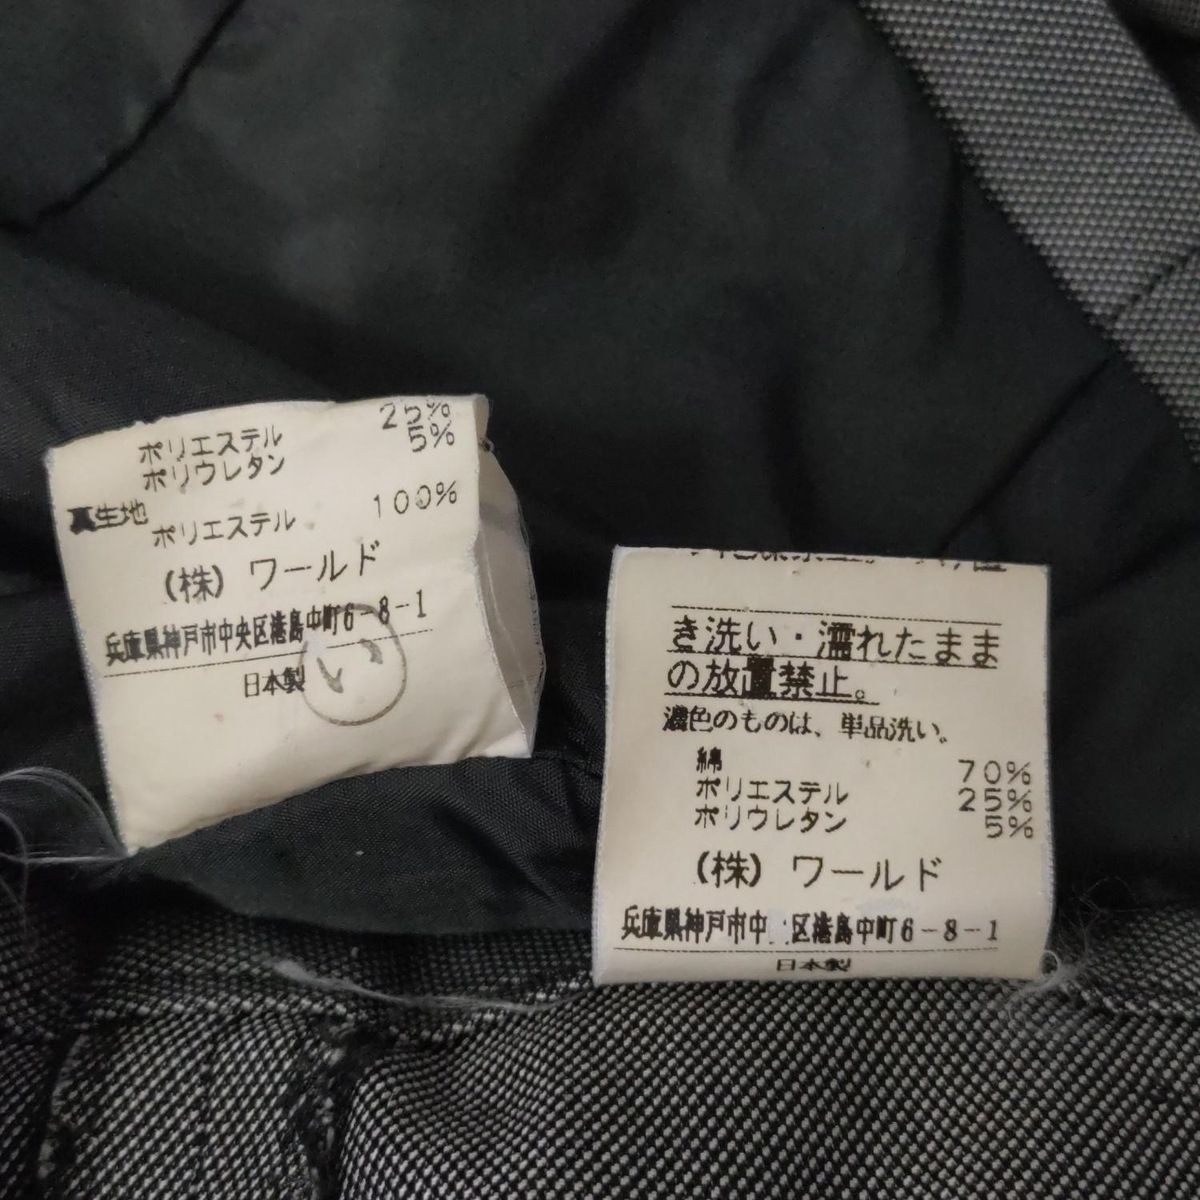 25%
ポリエステル 5%
ポリウレタン
裏生地
ポリエステル 100%
(株) ワールド
兵庫県神戸市中央区港島中町6-8-1
日本製
い
き洗い・濡れたまま
の放置禁止。
濃色のものは、単品洗い。
綿 70%
ポリエステル 25%
ポリウレタン 5%
(株) ワールド
兵庫県神戸市中 区港島中町6-8-1
日本製